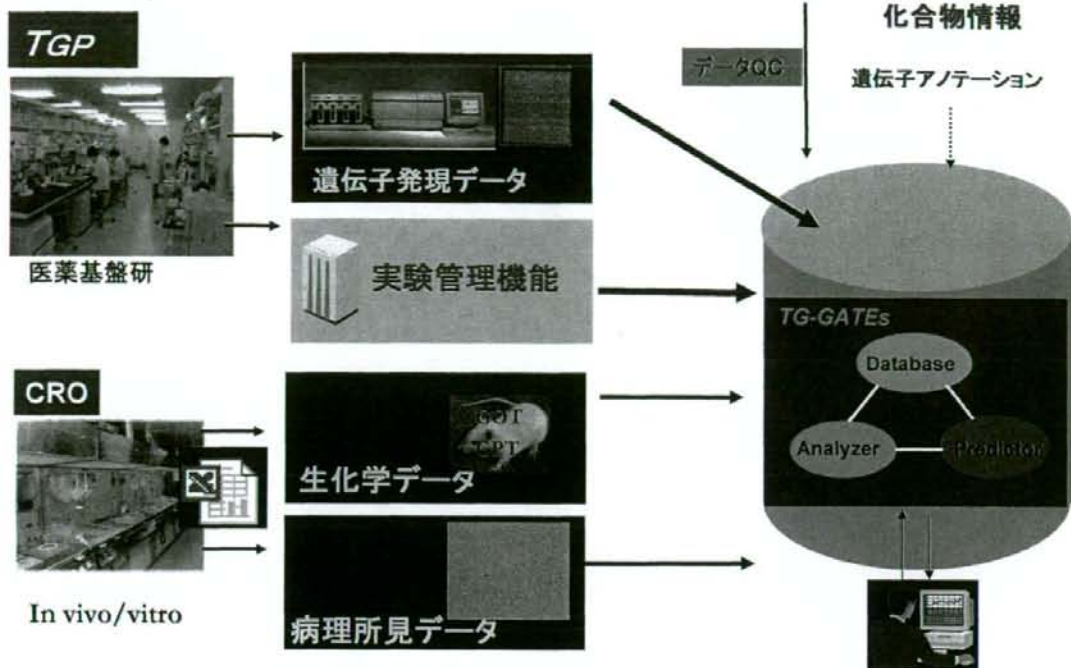 TGP
医薬基盤研
遺伝子発現データ
実験管理機能
CRO
In vivo/vitro
GOT
GPT
生化学データ
病理所見データ
データQC
化合物情報
遺伝子アノテーション
TG-GATEs
Database
Analyzer
Predictor